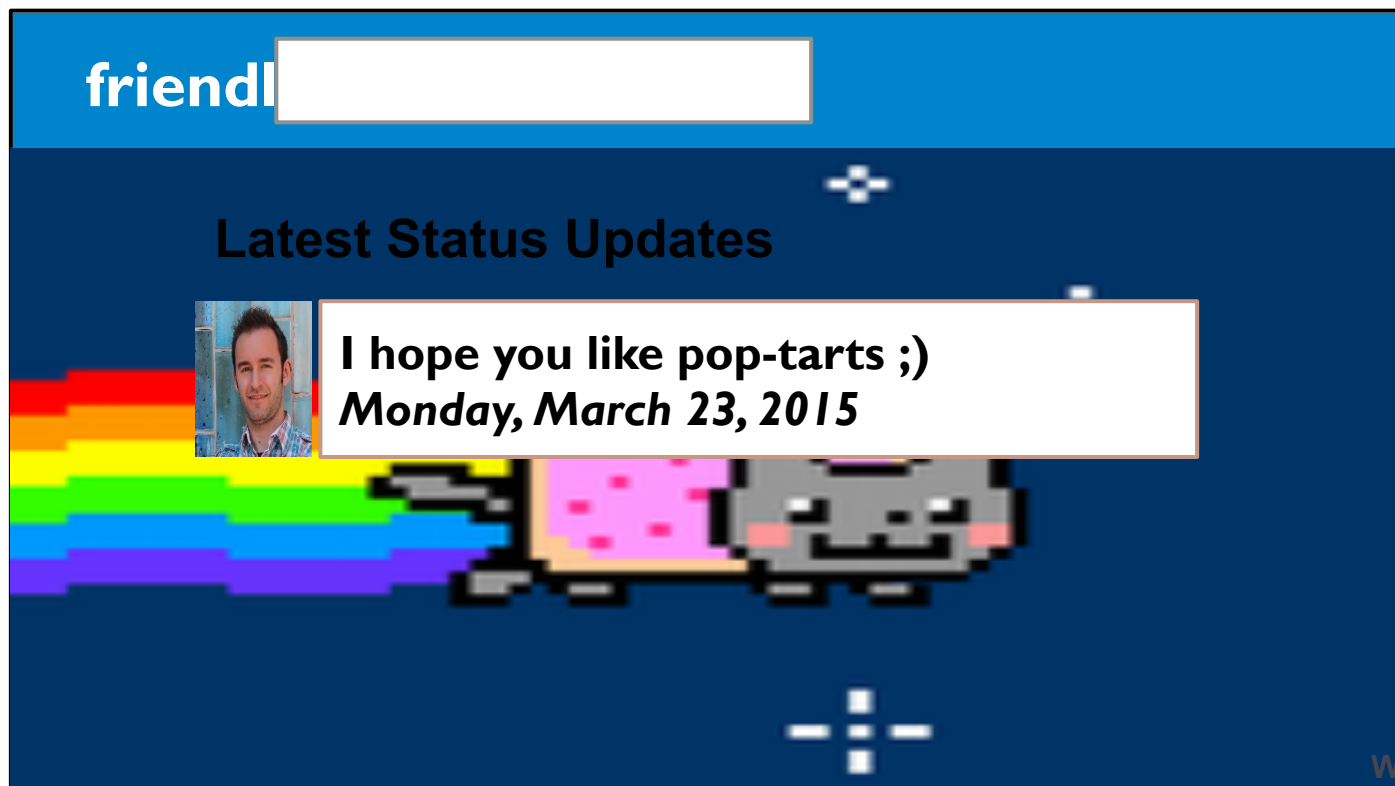 friendl
Latest Status Updates
I hope you like pop-tarts ;)
Monday, March 23, 2015
W